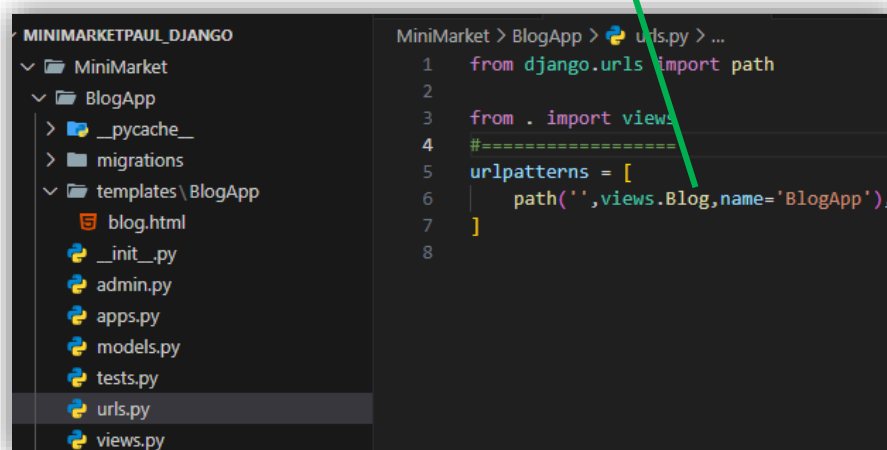 MINIMARKETPAUL_DJANGO
MiniMarket
BlogApp
__pycache__
migrations
templates\BlogApp
blog.html
__init__.py
admin.py
apps.py
models.py
tests.py
urls.py
views.py
MiniMarket > BlogApp > urls.py > ...
1 from django.urls import path
2
3 from . import views
4 #==================
5 urlpatterns = [
6 path('',views.Blog,name='BlogApp'),
7 ]
8